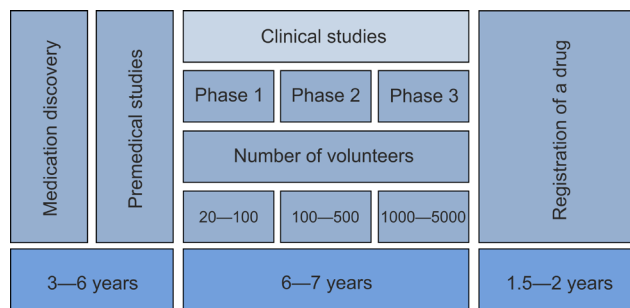 Medication discovery
Premedical studies
Clinical studies
Phase 1
Phase 2
Phase 3
Number of volunteers
20—100
100—500
1000—5000
Registration of a drug
3—6 years
6—7 years
1.5—2 years